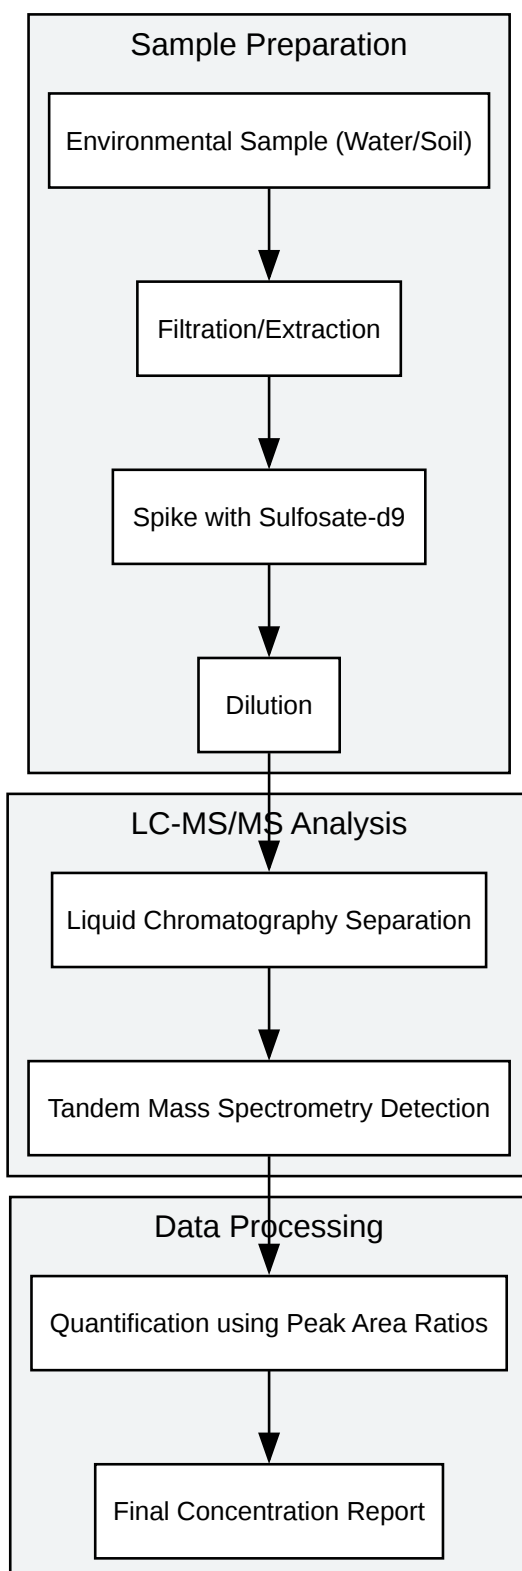 Sample Preparation
Environmental Sample (Water/Soil)
Filtration/Extraction
Spike with Sulfosate-d9
Dilution
LC-MS/MS Analysis
Liquid Chromatography Separation
Tandem Mass Spectrometry Detection
Data Processing
Quantification using Peak Area Ratios
Final Concentration Report